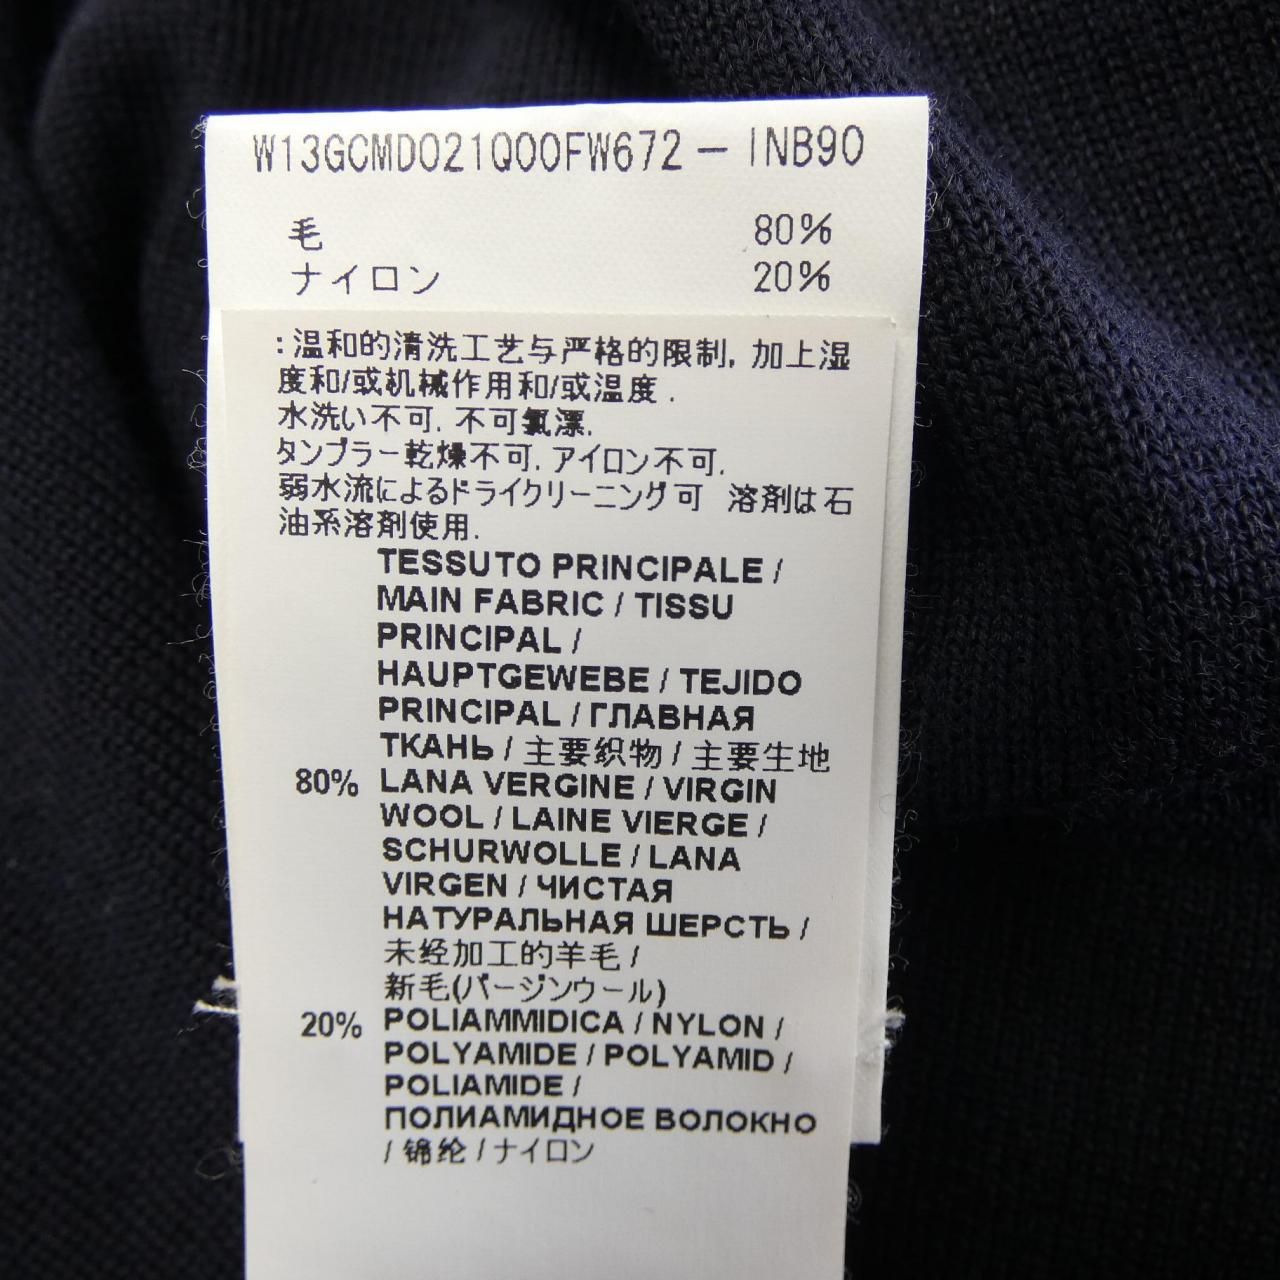 W13GCMD021Q00FW672 - INB90
毛 80%
ナイロン 20%
:温和的清洗工艺与严格的限制, 加上湿
度和/或机械作用和/或温度.
水洗い不可. 不可氯漂.
タンブラー乾燥不可. アイロン不可.
弱水流によるドライクリーニング可 溶剤は石
油系溶剤使用.
TESSUTO PRINCIPALE /
MAIN FABRIC / TISSU
PRINCIPAL /
HAUPTGEWEBE / TEJIDO
PRINCIPAL / ГЛАВНАЯ
ТКАНЬ / 主要织物 / 主要生地
80% LANA VERGINE / VIRGIN
WOOL / LAINE VIERGE /
SCHURWOLLE / LANA
VIRGEN / ЧИСТАЯ
НАТУРАЛЬНАЯ ШЕРСТЬ /
未经加工的羊毛 /
新毛(バージンウール)
20% POLIAMMIDICA / NYLON /
POLYAMIDE / POLYAMID /
POLIAMIDE /
ПОЛИАМИДНОЕ ВОЛОКНО
/ 锦纶 / ナイロン